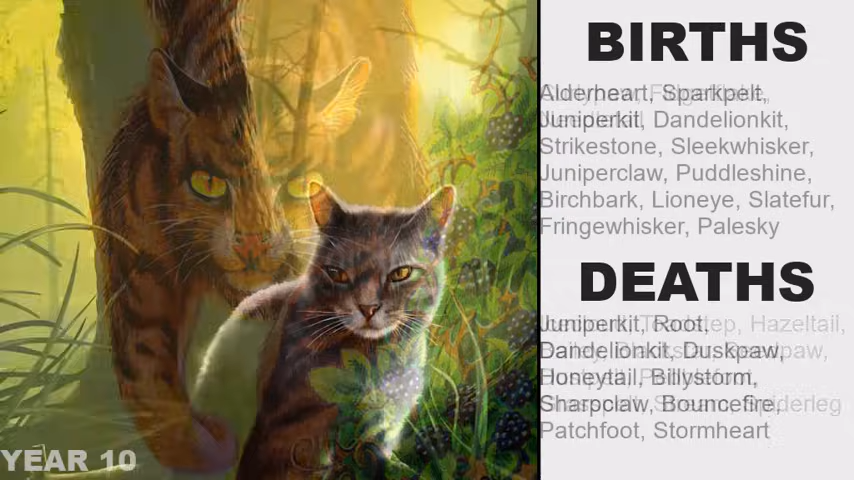 BIRTHS
Alderheart, Sparkpelt,
Juniperkit, Dandelionkit,
Strikestone, Sleekwhisker,
Juniperclaw, Puddleshine,
Birchbark, Lioneye, Slatefur,
Fringewhisker, Palesky
DEATHS
Juniperkit, Root, Hazeltail,
Dandelionkit, Duskpaw,
Honeytail, Billystorm,
Sharpclaw, Bouncefire, Spiderleg
Patchfoot, Stormheart
YEAR 10